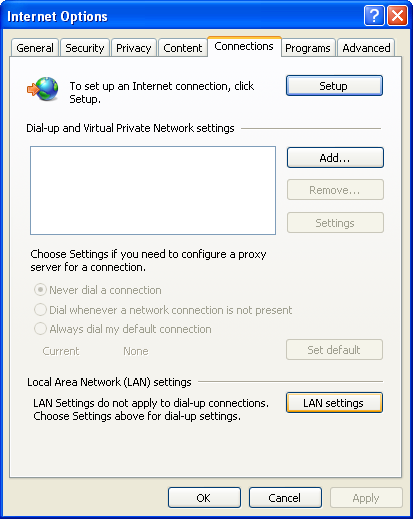 Internet Options
General Security Privacy Content Connections Programs Advanced
To set up an Internet connection, click
Setup.
Setup
Dial-up and Virtual Private Network settings
Add...
Remove...
Settings
Choose Settings if you need to configure a proxy
server for a connection.
Never dial a connection
Dial whenever a network connection is not present
Always dial my default connection
Current None
Set default
Local Area Network (LAN) settings
LAN Settings do not apply to dial-up connections.
Choose Settings above for dial-up settings.
LAN settings
OK Cancel Apply